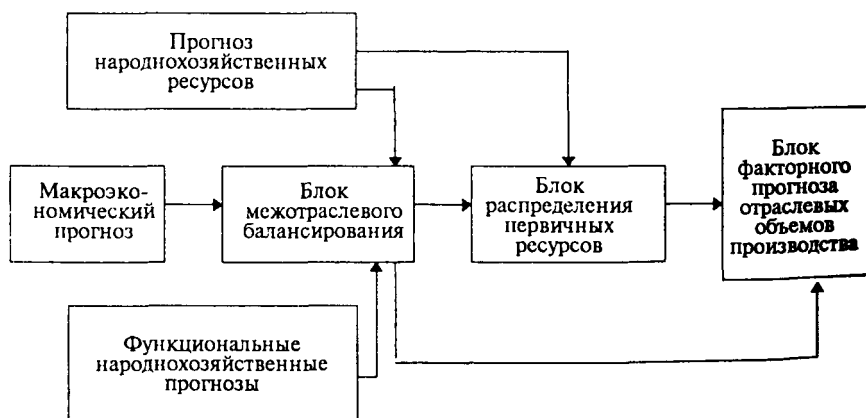 Прогноз
народнохозяйственных
ресурсов
Макроэко-
номический
прогноз
Блок
межотраслевого
балансирования
Блок
распределения
первичных
ресурсов
Блок
факторного
прогноза
отраслевых
объемов
производства
Функциональные
народнохозяйственные
прогнозы